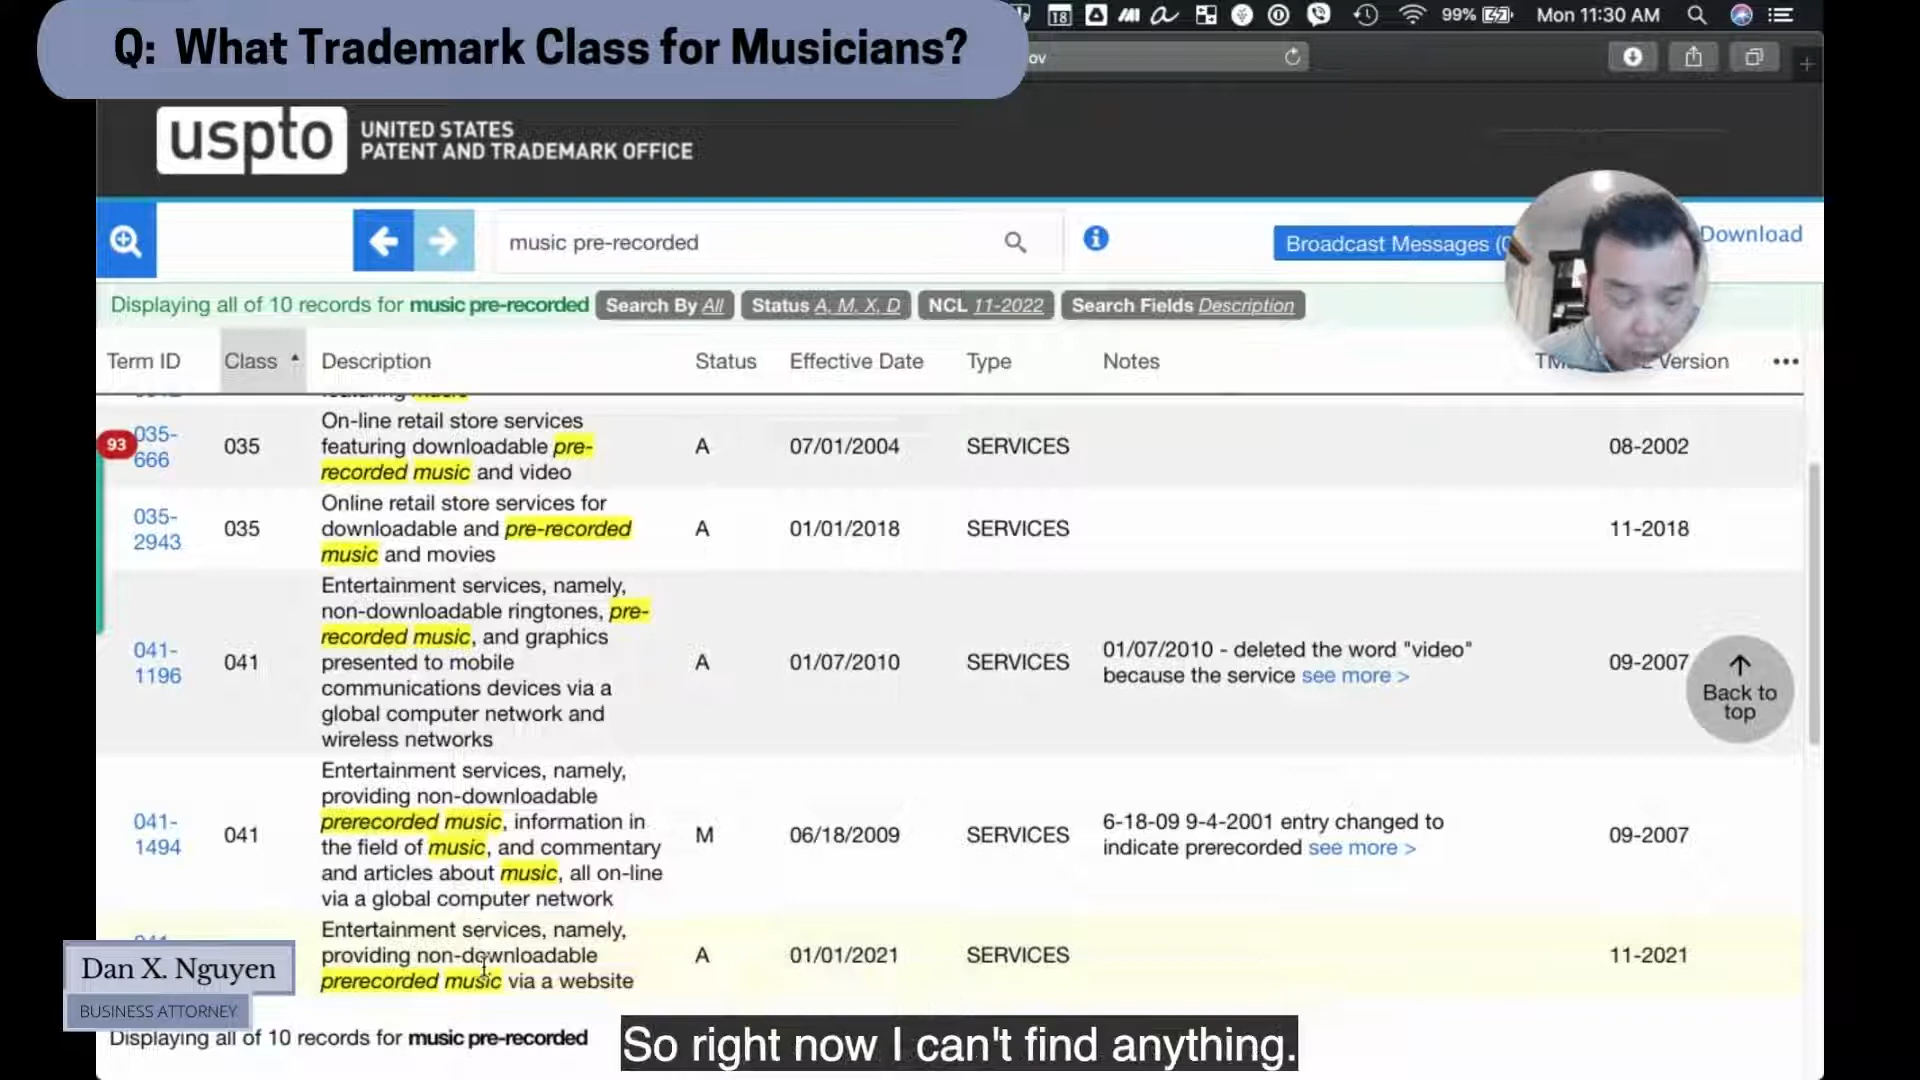 Q: What Trademark Class for Musicians?
18
99%
Mon 11:30 AM
ov
uspto
UNITED STATES
PATENT AND TRADEMARK OFFICE
music pre-recorded
Broadcast Messages (0
Download
Displaying all of 10 records for music pre-recorded
Search By All
Status A, M, X, D
NCL 11-2022
Search Fields Description
Term ID
Class
Description
Status
Effective Date
Type
Notes
Version
93
035-
666
035
On-line retail store services
featuring downloadable pre-
recorded music and video
A
07/01/2004
SERVICES
08-2002
035-
2943
035
Online retail store services for
downloadable and pre-recorded
music and movies
A
01/01/2018
SERVICES
11-2018
041-
1196
041
Entertainment services, namely,
non-downloadable ringtones, pre-
recorded music, and graphics
presented to mobile
communications devices via a
global computer network and
wireless networks
A
01/07/2010
SERVICES
01/07/2010 - deleted the word "video"
because the service see more >
09-2007
Back to
top
041-
1494
041
Entertainment services, namely,
providing non-downloadable
prerecorded music, information in
the field of music, and commentary
and articles about music, all on-line
via a global computer network
M
06/18/2009
SERVICES
6-18-09 9-4-2001 entry changed to
indicate prerecorded see more >
09-2007
Entertainment services, namely,
providing non-downloadable
prerecorded music via a website
A
01/01/2021
SERVICES
11-2021
Dan X. Nguyen
BUSINESS ATTORNEY
Displaying all of 10 records for music pre-recorded
So right now I can't find anything.